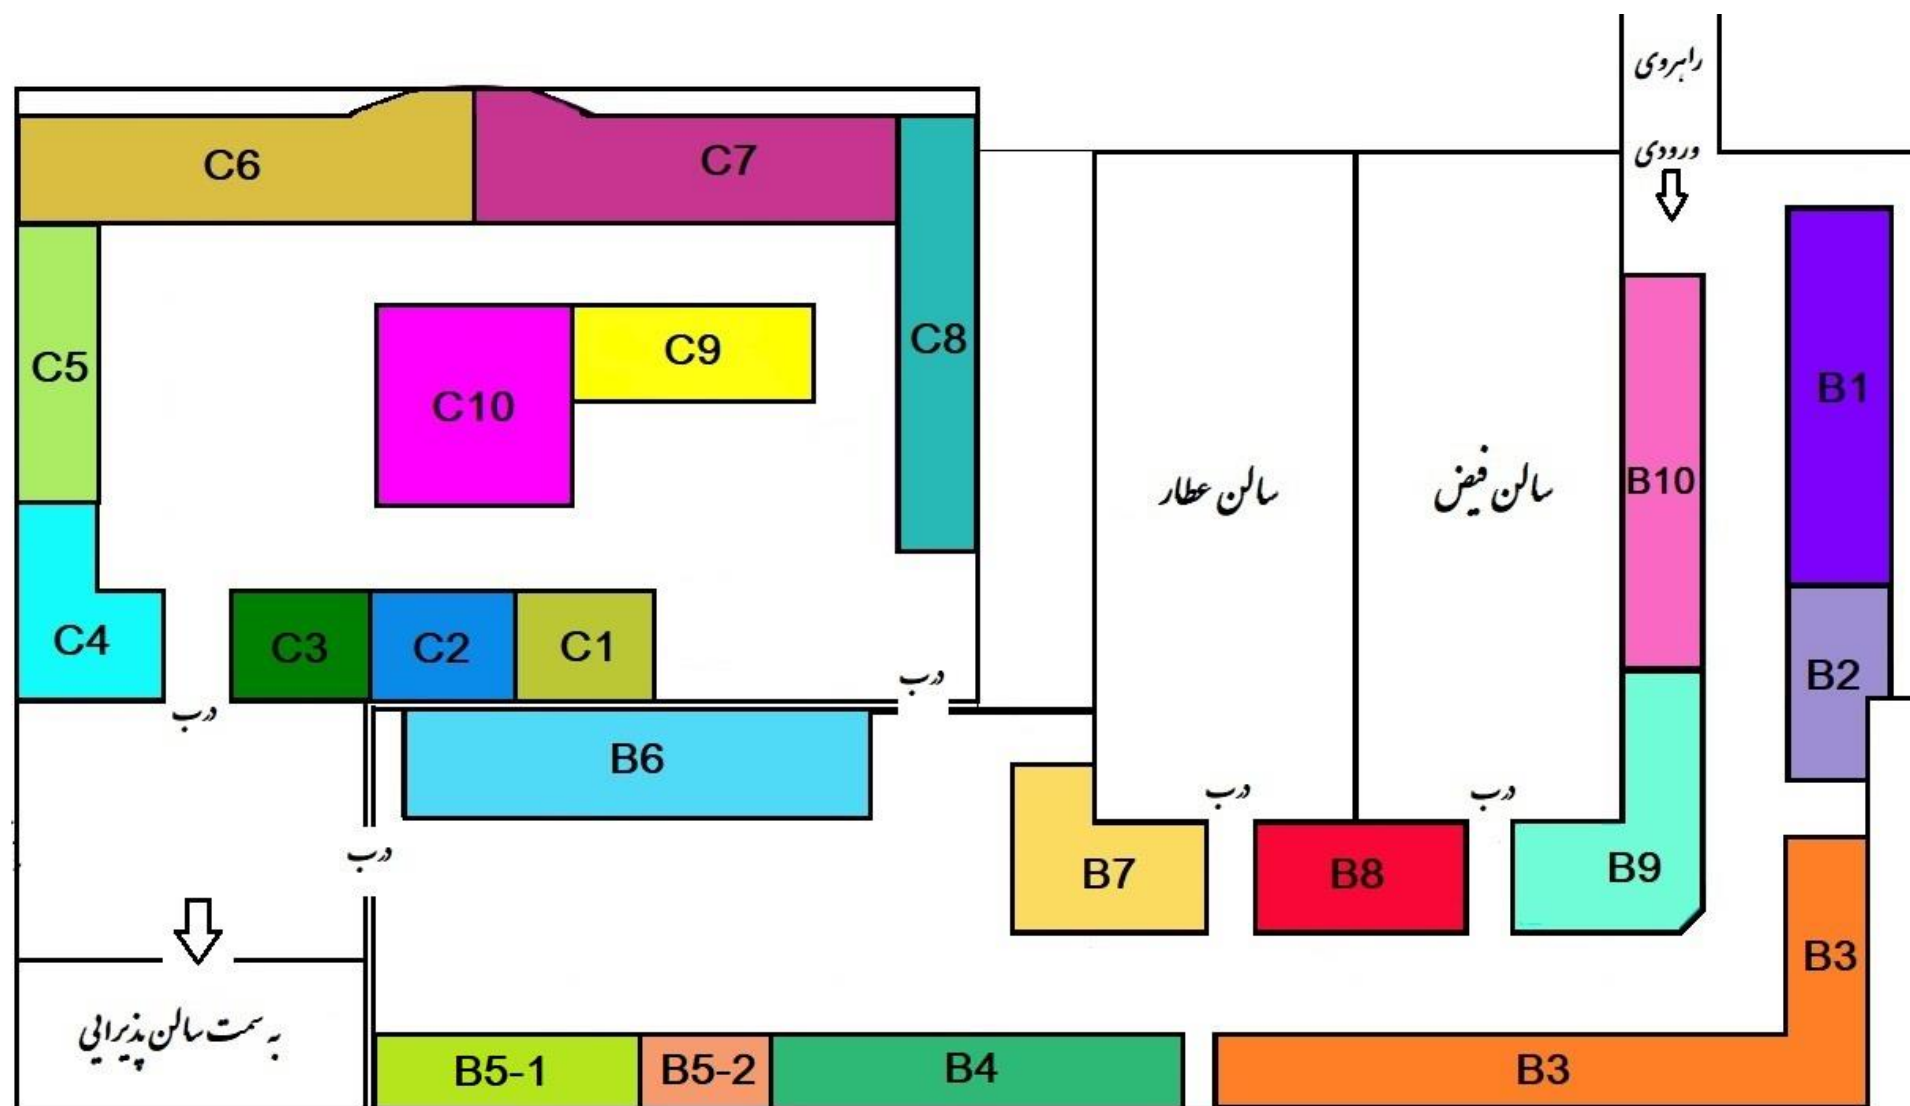 راهروی
ورودی
C6
C7
C8
C5
C10
C9
B1
B10
سالن فیض
سالن عطار
C4
C3
C2
C1
B2
درب
درب
B6
درب
درب
درب
B7
B8
B9
B3
به سمت سالن پذیرایی
B5-1
B5-2
B4
B3